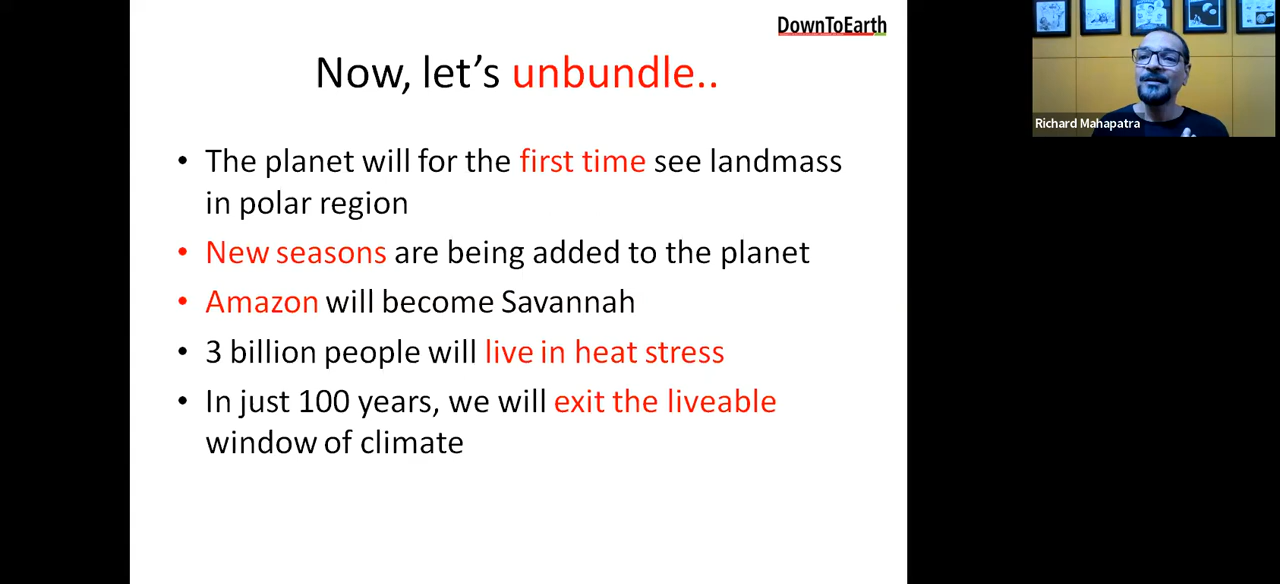 DownToEarth
Now, let's unbundle..
• The planet will for the first time see landmass
in polar region
• New seasons are being added to the planet
• Amazon will become Savannah
• 3 billion people will live in heat stress
• In just 100 years, we will exit the liveable
window of climate
Richard Mahapatra